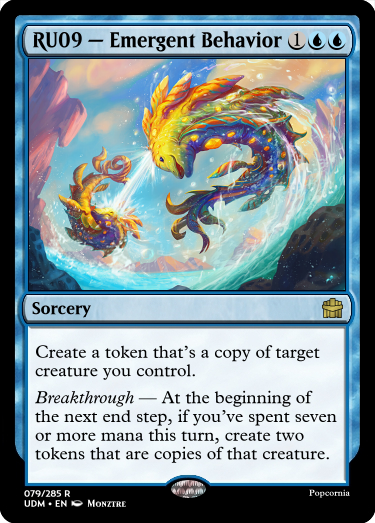 RU09 — Emergent Behavior 1
Sorcery
Create a token that's a copy of target
creature you control.
Breakthrough — At the beginning of
the next end step, if you've spent seven
or more mana this turn, create two
tokens that are copies of that creature.
079/285 R
Popcornia
UDM • EN Monztre